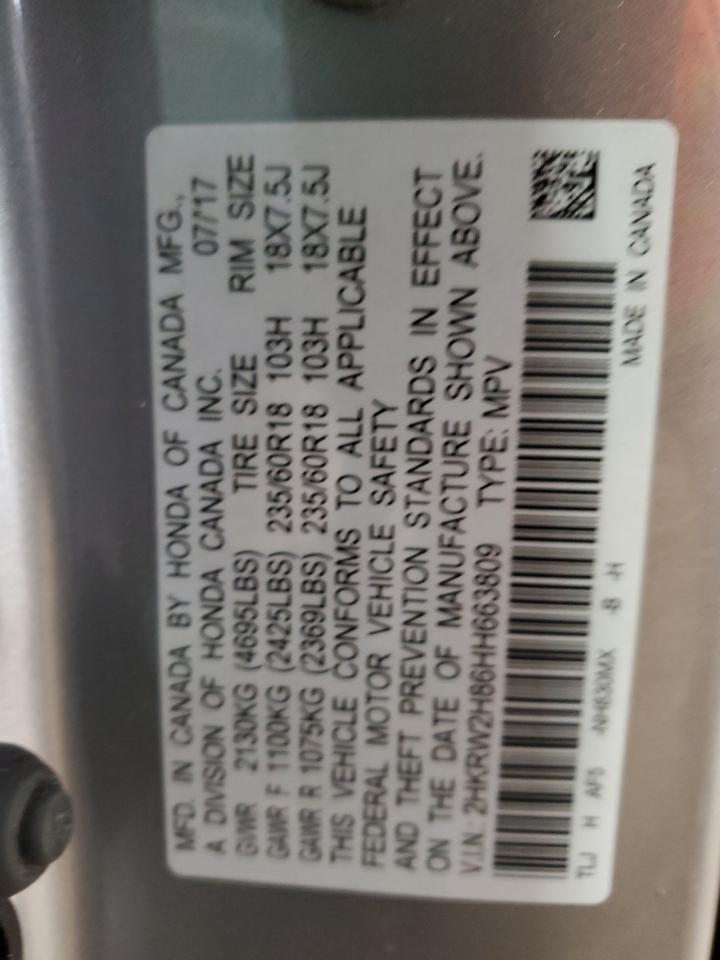 MFD. IN CANADA BY HONDA OF CANADA MFG.,
A DIVISION OF HONDA CANADA INC. 07/17
GVWR 2130KG (4695LBS) TIRE SIZE RIM SIZE
GAWR F 1100KG (2425LBS) 235/60R18 103H 18X7.5J
GAWR R 1075KG (2369LBS) 235/60R18 103H 18X7.5J
THIS VEHICLE CONFORMS TO ALL APPLICABLE
FEDERAL MOTOR VEHICLE SAFETY
AND THEFT PREVENTION STANDARDS IN EFFECT
ON THE DATE OF MANUFACTURE SHOWN ABOVE.
V.I.N.: 2HKRW2H86HH663809 TYPE: MPV
TLJ H AF5 -NH830MX -B -H
MADE IN CANADA